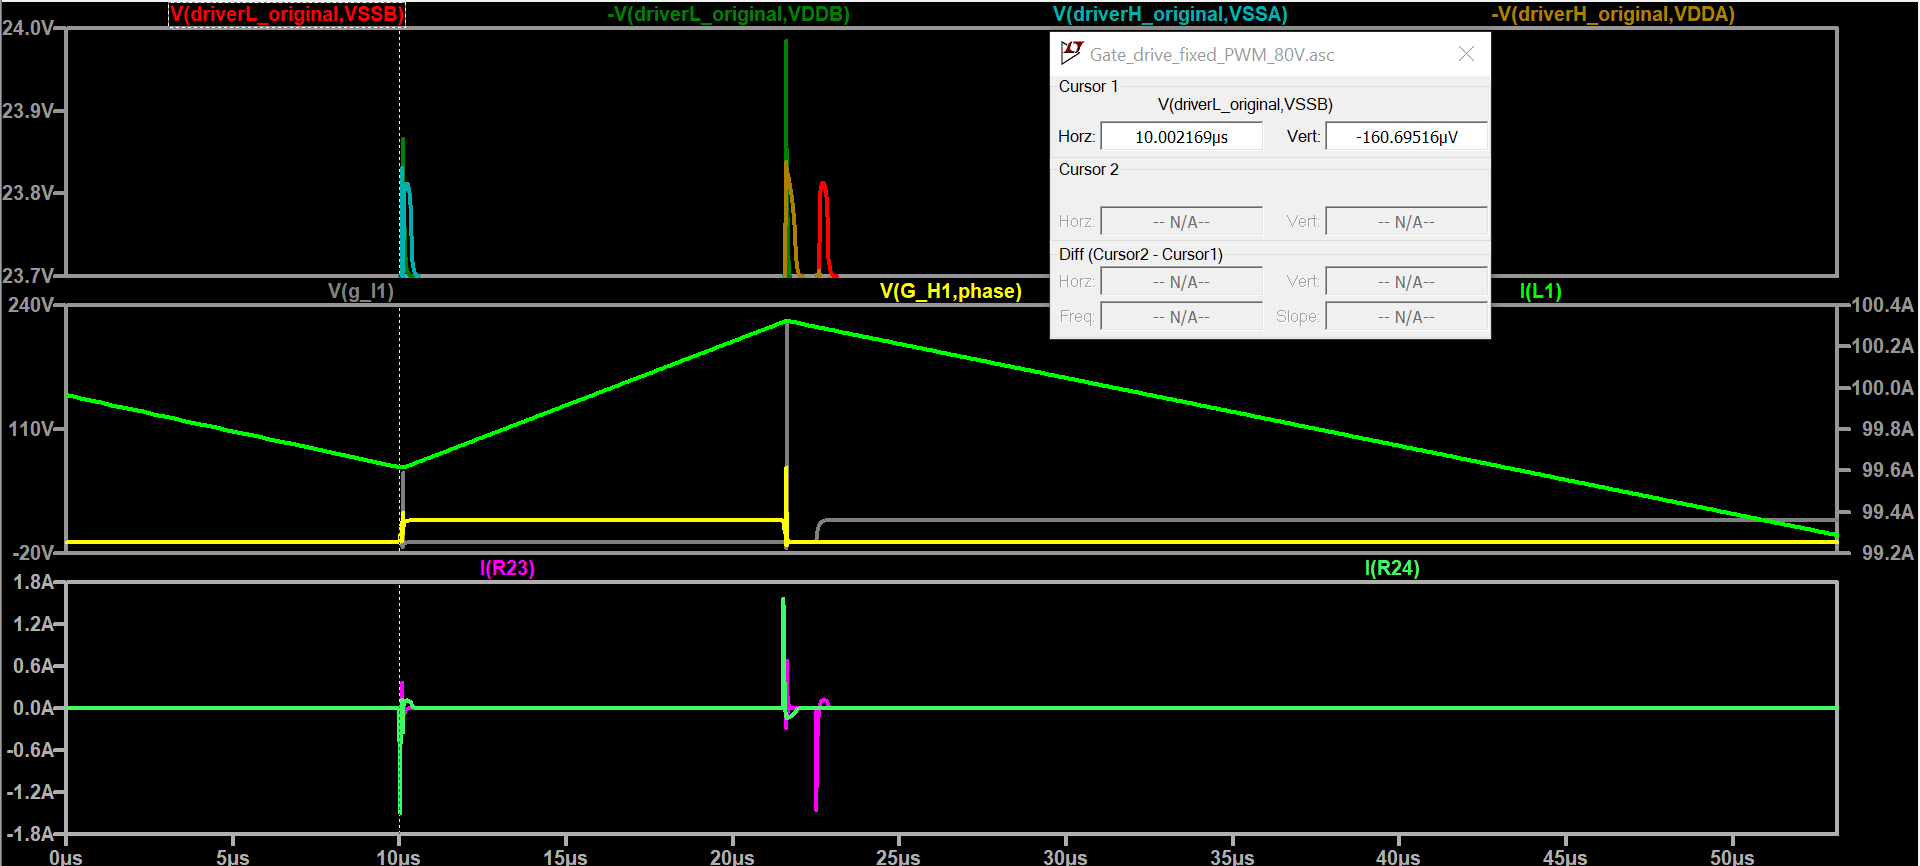 V(driverL_original,VSSB) -V(driverL_original,VDDB) V(driverH_original,VSSA) -V(driverH_original,VDDA)
24.0V
23.9V
23.8V
23.7V
Gate_drive_fixed_PWM_80V.asc
Cursor 1
V(driverL_original,VSSB)
Horz: 10.002169µs Vert: -160.69516µV
Cursor 2
Horz: -- N/A-- Vert: -- N/A--
Diff (Cursor2 - Cursor1)
Horz: -- N/A-- Vert: -- N/A--
Freq: -- N/A-- Slope: -- N/A--
V(g_l1) V(G_H1,phase) I(L1)
240V 100.4A
100.2A
100.0A
110V 99.8A
99.6A
99.4A
-20V 99.2A
I(R23) I(R24)
1.8A
1.2A
0.6A
0.0A
-0.6A
-1.2A
-1.8A
0µs 5µs 10µs 15µs 20µs 25µs 30µs 35µs 40µs 45µs 50µs